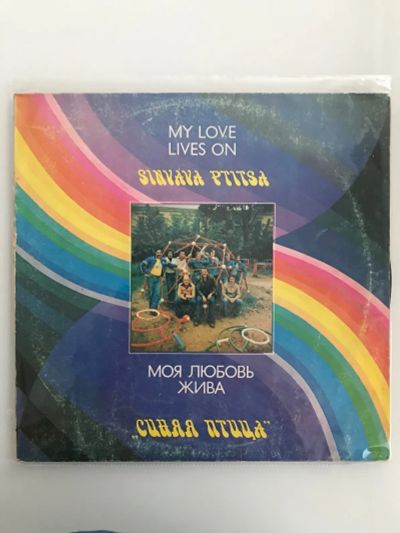 MY LOVE
LIVES ON
SINYAYA PTITSA
МОЯ ЛЮБОВЬ
ЖИВА
„СИНЯЯ ПТИЦА"